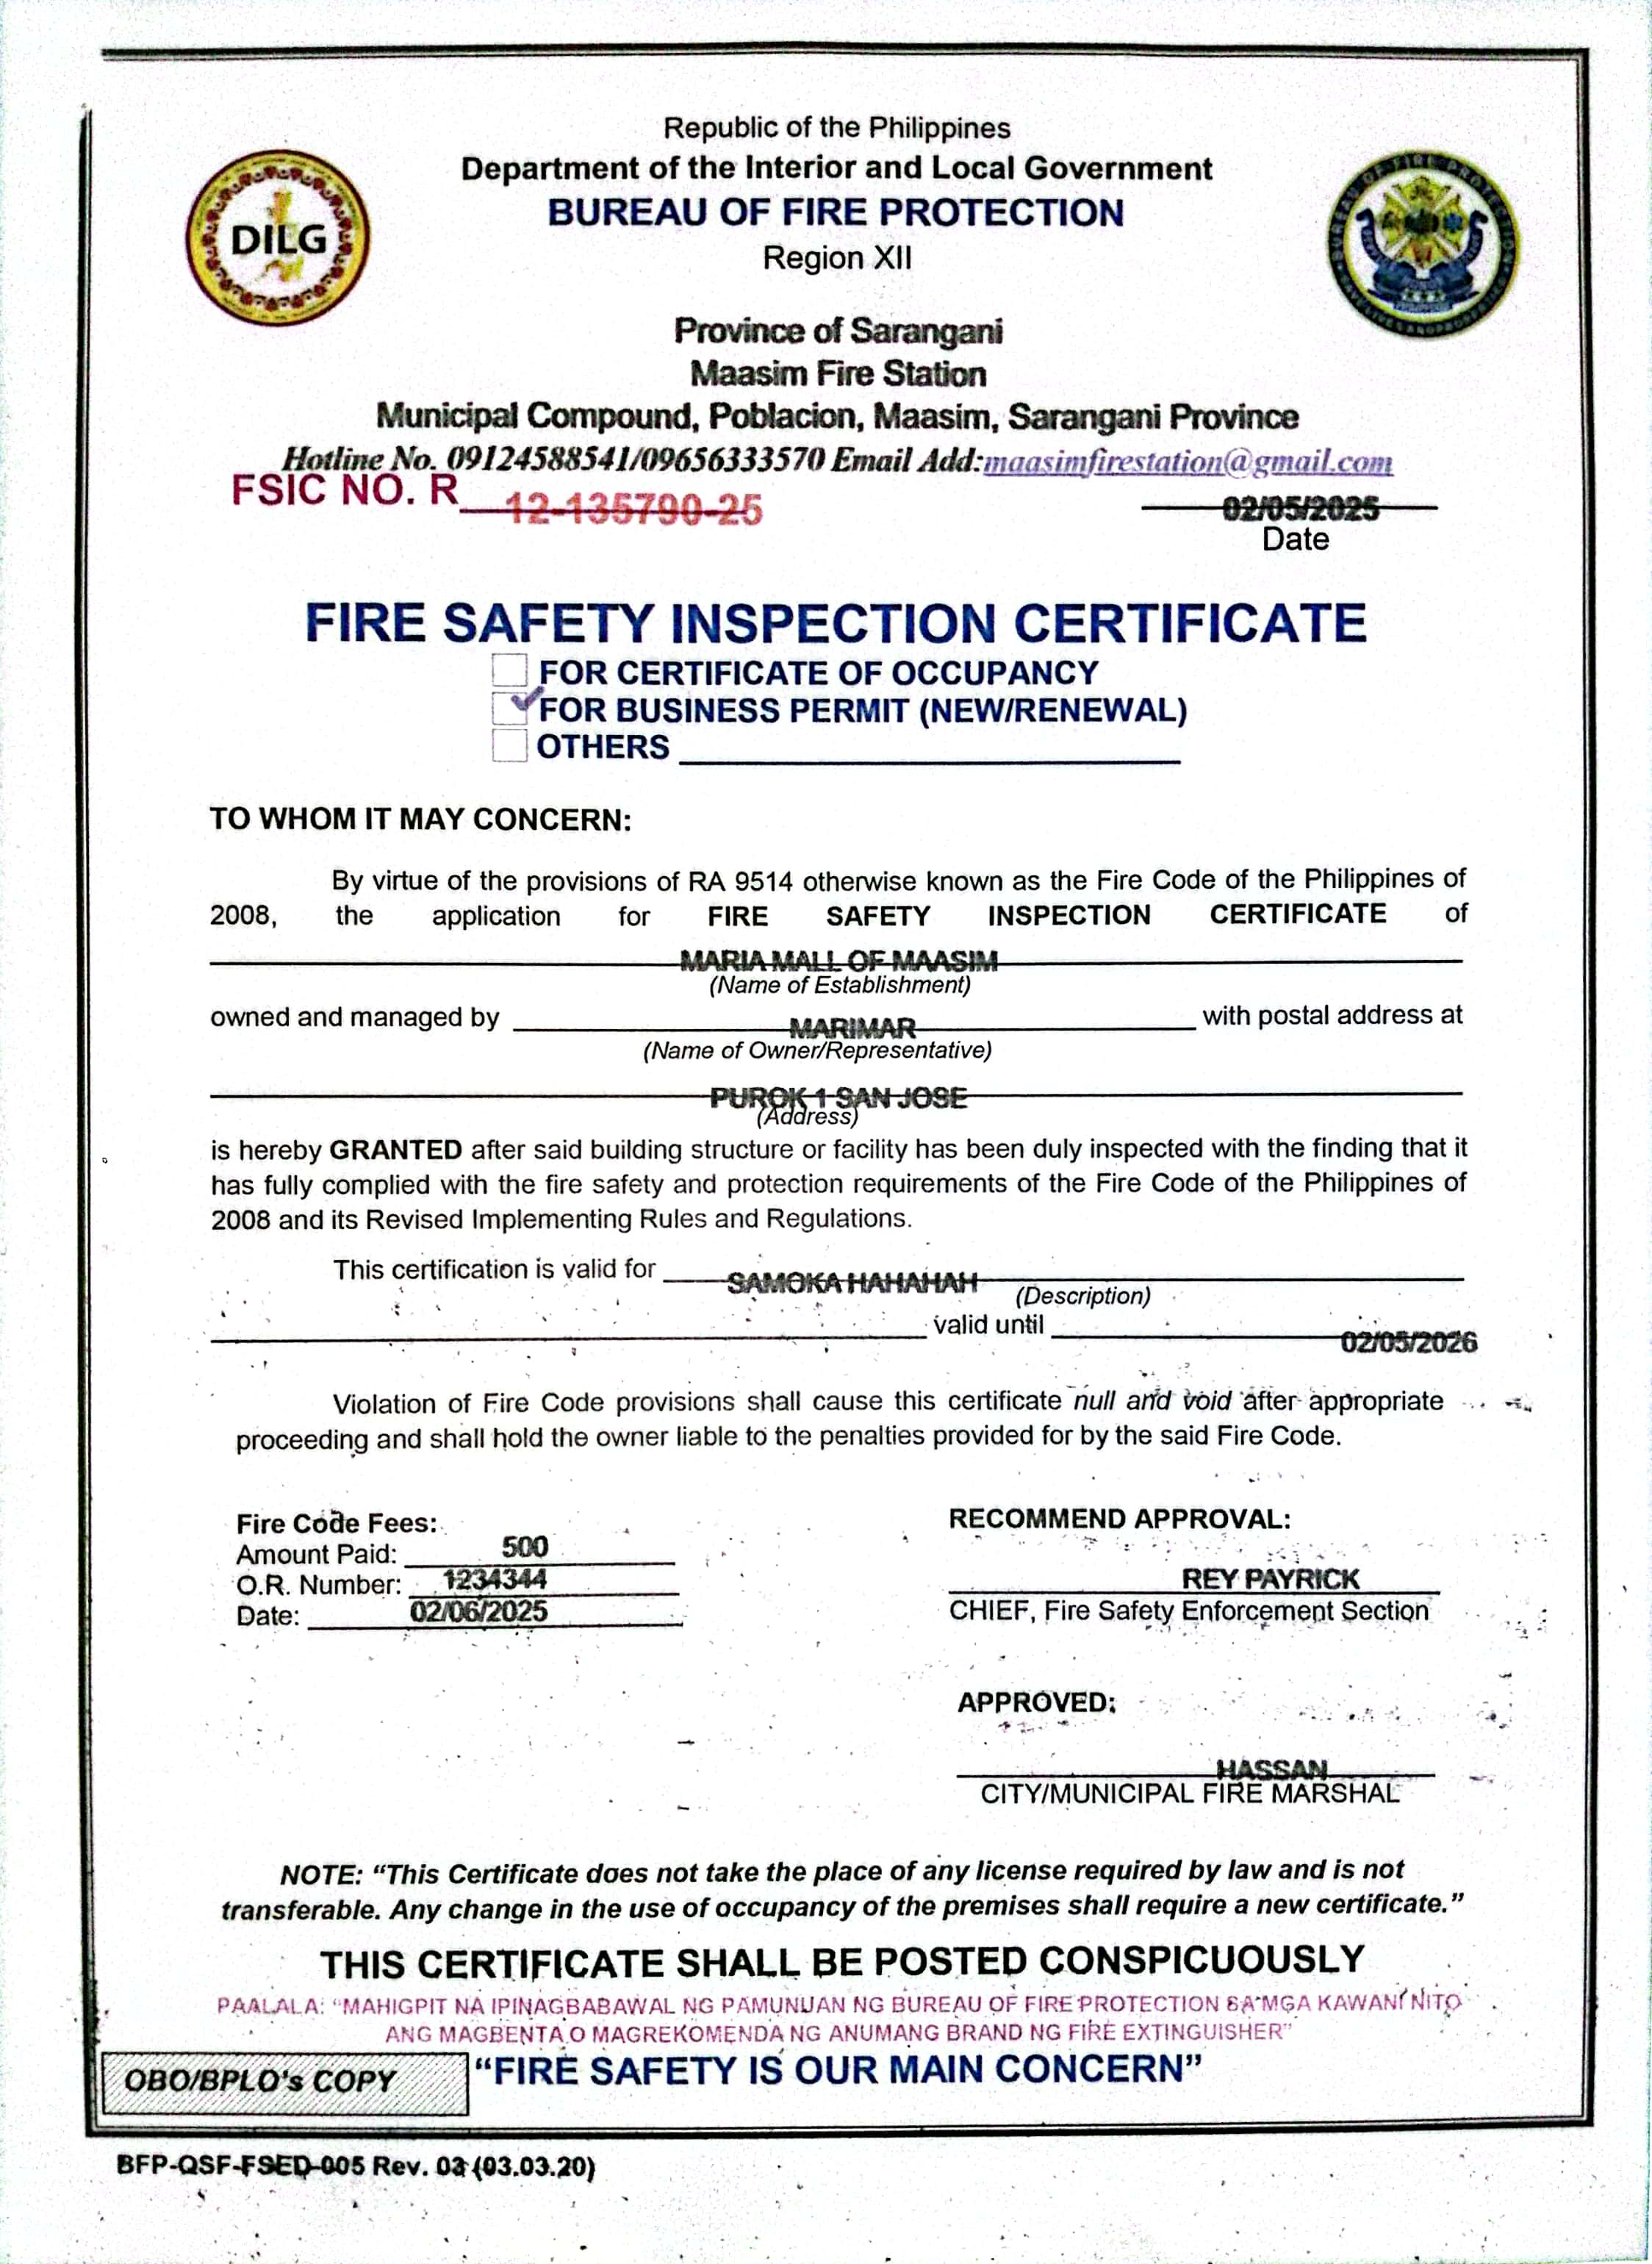 Republic of the Philippines
Department of the Interior and Local Government
BUREAU OF FIRE PROTECTION
Region XII
DILG
Province of Sarangani
Maasim Fire Station
Municipal Compound, Poblacion, Maasim, Sarangani Province
Hotline No. 09124588541/09656333570 Email Add:maasimfirestation@gmail.com
FSIC NO. R 12-135790-25
02/05/2025
Date
FIRE SAFETY INSPECTION CERTIFICATE
FOR CERTIFICATE OF OCCUPANCY
FOR BUSINESS PERMIT (NEW/RENEWAL)
OTHERS
TO WHOM IT MAY CONCERN:
By virtue of the provisions of RA 9514 otherwise known as the Fire Code of the Philippines of
2008, the application for FIRE SAFETY INSPECTION CERTIFICATE of
MARIA MALL OF MAASIM
(Name of Establishment)
owned and managed by MARIMAR with postal address at
(Name of Owner/Representative)
PUROK 1 SAN JOSE
(Address)
is hereby GRANTED after said building structure or facility has been duly inspected with the finding that it
has fully complied with the fire safety and protection requirements of the Fire Code of the Philippines of
2008 and its Revised Implementing Rules and Regulations.
This certification is valid for SAMOKA HAHAHAH
(Description)
valid until 02/05/2026
Violation of Fire Code provisions shall cause this certificate null and void after appropriate
proceeding and shall hold the owner liable to the penalties provided for by the said Fire Code.
Fire Code Fees:
Amount Paid: 500
O.R. Number: 1234344
Date: 02/06/2025
RECOMMEND APPROVAL:
REY PAYRICK
CHIEF, Fire Safety Enforcement Section
APPROVED:
HASSAN
CITY/MUNICIPAL FIRE MARSHAL
NOTE: “This Certificate does not take the place of any license required by law and is not
transferable. Any change in the use of occupancy of the premises shall require a new certificate.”
THIS CERTIFICATE SHALL BE POSTED CONSPICUOUSLY
PAALALA: “MAHIGPIT NA IPINAGBABAWAL NG PAMUNUAN NG BUREAU OF FIRE PROTECTION SA MGA KAWANI NITO
ANG MAGBENTA O MAGREKOMENDA NG ANUMANG BRAND NG FIRE EXTINGUISHER”
OBO/BPLO's COPY
“FIRE SAFETY IS OUR MAIN CONCERN”
BFP-QSF-FSED-005 Rev. 03 (03.03.20)